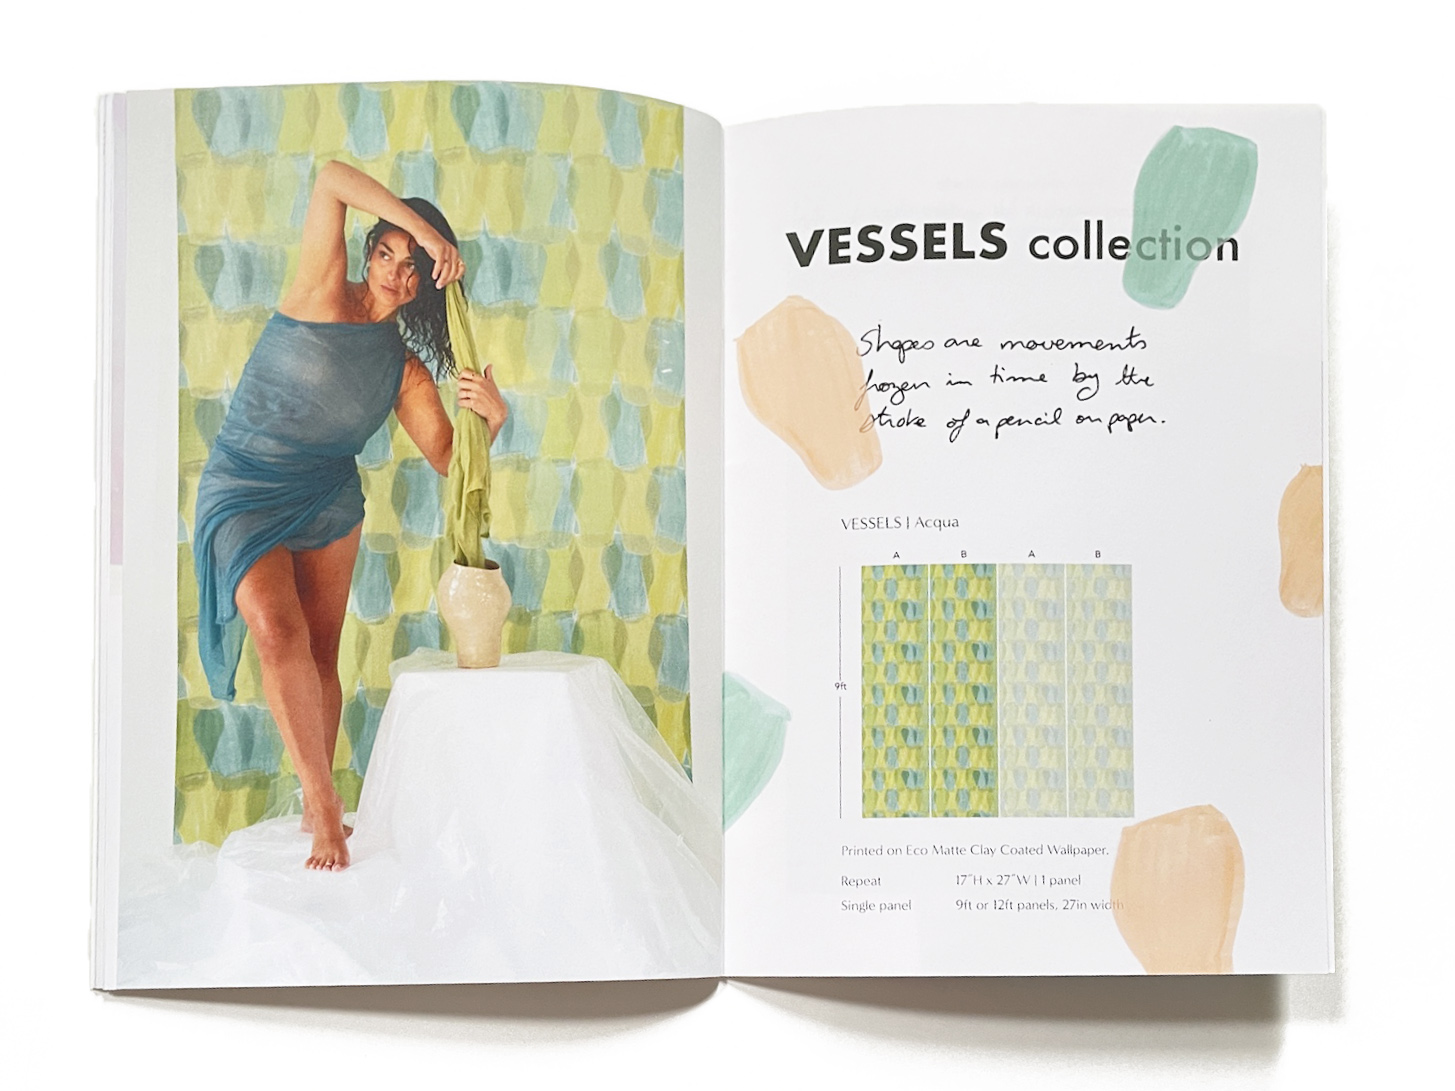 VESSELS collection
Shapes are movements
frozen in time by the
stroke of a pencil on paper.
VESSELS | Acqua
A B A B
9ft
Printed on Eco Matte Clay Coated Wallpaper.
Repeat 17"H x 27"W | 1 panel
Single panel 9ft or 12ft panels, 27in width